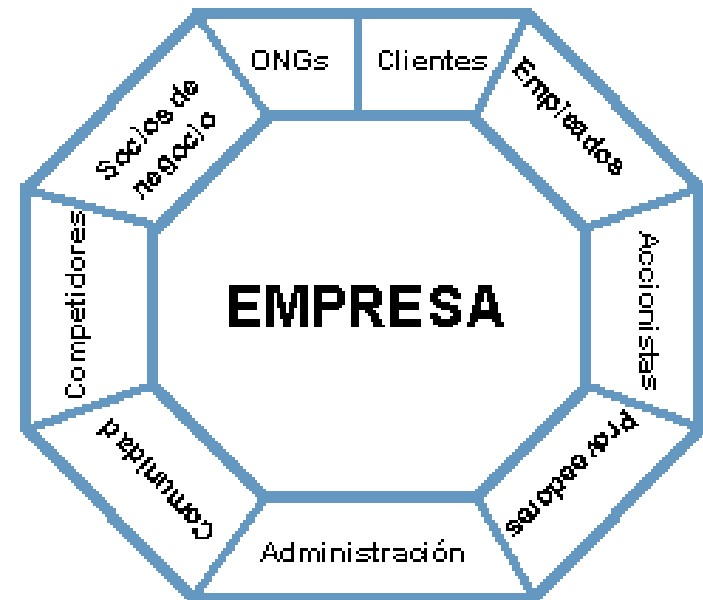 ONGs
Clientes
Empleados
Socios de
negocio
Accionistas
Competidores
EMPRESA
Proveedores
Comunidad
Administración